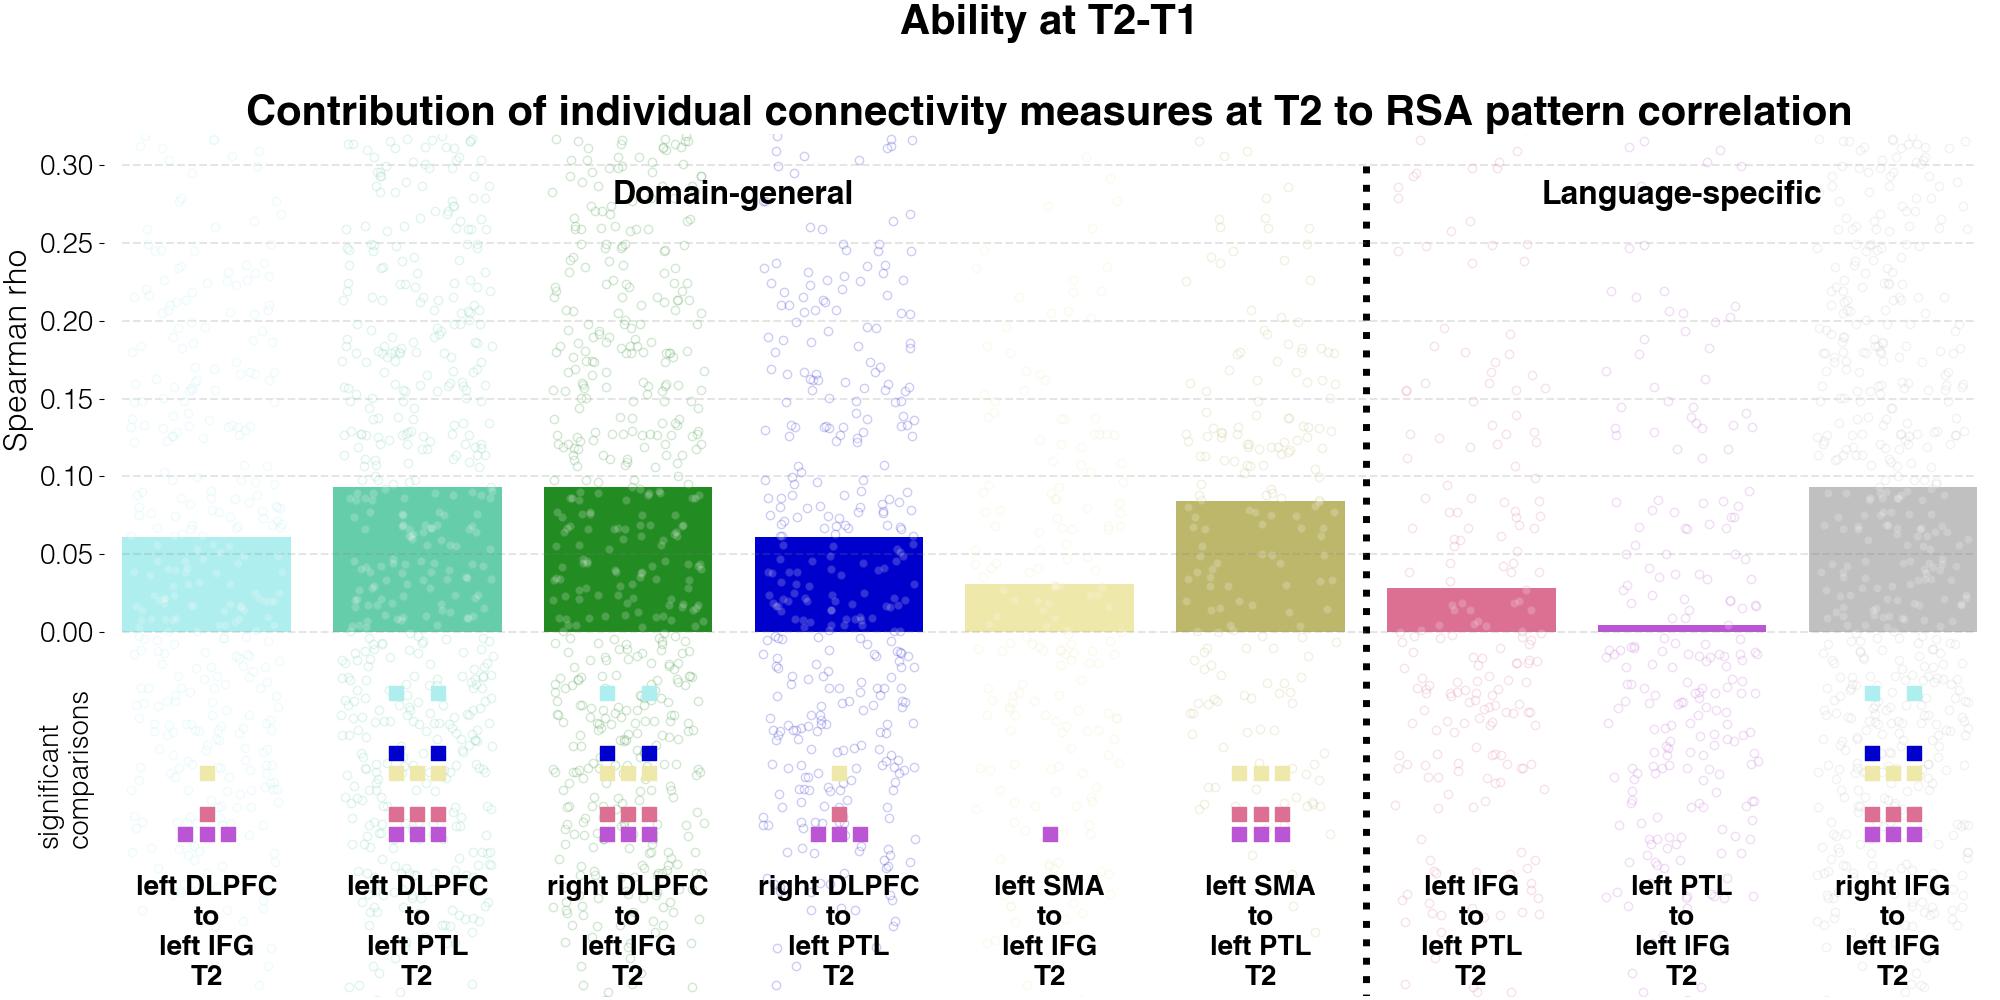 Ability at T2-T1
Contribution of individual connectivity measures at T2 to RSA pattern correlation
Domain-general
Language-specific
Spearman rho
0.30
0.25
0.20
0.15
0.10
0.05
0.00
significant
comparisons
left DLPFC
to
left IFG
T2
left DLPFC
to
left PTL
T2
right DLPFC
to
left IFG
T2
right DLPFC
to
left PTL
T2
left SMA
to
left IFG
T2
left SMA
to
left PTL
T2
left IFG
to
left PTL
T2
left PTL
to
left IFG
T2
right IFG
to
left IFG
T2